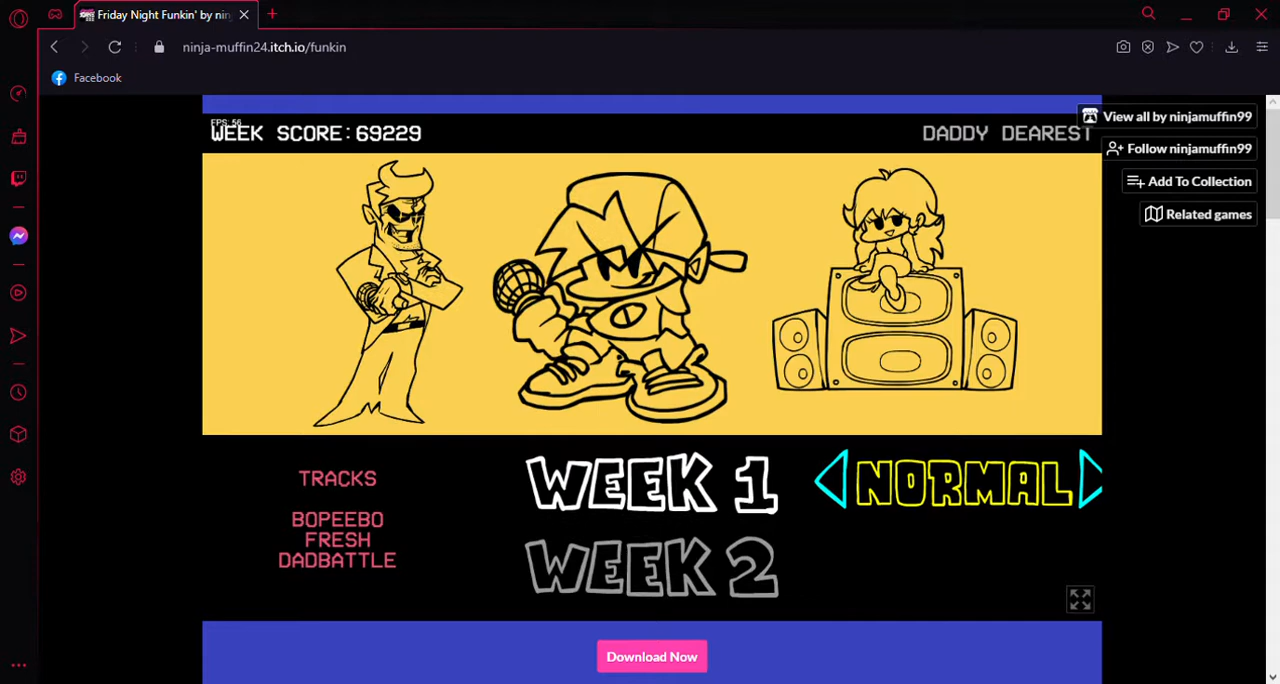 Friday Night Funkin' by nin
ninja-muffin24.itch.io/funkin
Facebook
FPS: 56
WEEK SCORE:69229
DADDY DEAREST
View all by ninjamuffin99
Follow ninjamuffin99
Add To Collection
Related games
TRACKS
BOPEEBO
FRESH
DADBATTLE
WEEK 1
NORMAL
WEEK 2
Download Now